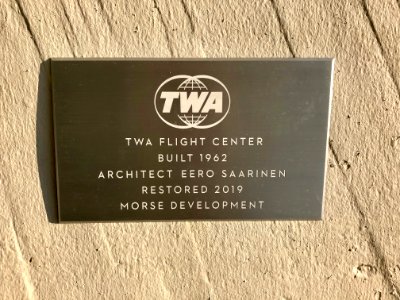 TWA
TWA FLIGHT CENTER
BUILT 1962
ARCHITECT EERO SAARINEN
RESTORED 2019
MORSE DEVELOPMENT